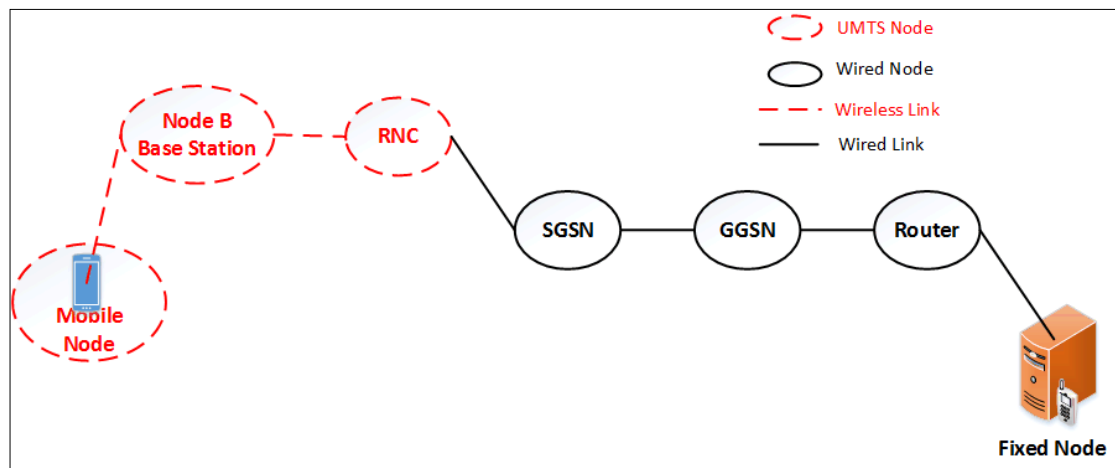 UMTS Node
Wired Node
Wireless Link
Wired Link
Node B
Base Station
RNC
SGSN
GGSN
Router
Mobile
Node
Fixed Node